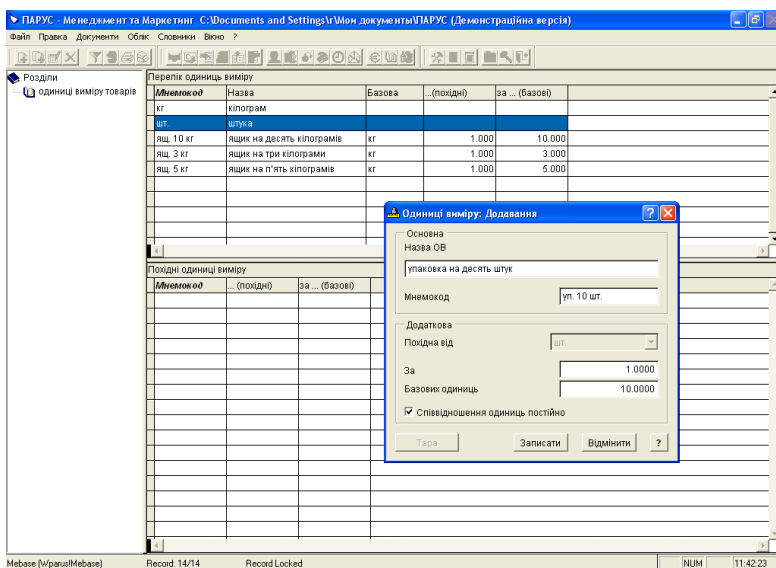 ПАРУС - Менеджмент та Маркетинг C:\Documents and Settings\r\Мои документы\ПАРУС (Демонстраційна версія)
Файл Правка Документи Облік Словники Вікно ?
Розділи
одиниці виміру товарів
Перелік одиниць виміру
Мнемокод Назва Базова ...(похідні) за ... (базові)
кг кілограм
шт. штука
ящ. 10 кг ящик на десять кілограмів кг 1.000 10.000
ящ. 3 кг ящик на три кілограми кг 1.000 3.000
ящ. 5 кг ящик на п'ять кілограмів кг 1.000 5.000
Похідні одиниці виміру
Мнемокод ... (похідні) за ... (базові)
Одиниці виміру: Додавання
Основна
Назва ОВ
упаковка на десять штук
Мнемокод уп. 10 шт.
Додаткова
Похідна від шт.
За 1.0000
Базових одиниць 10.0000
Співвідношення одиниць постійно
Тара Записати Відмінити ?
Mebase (Wparus!Mebase) Record: 14/14 Record Locked NUM 11:42:23